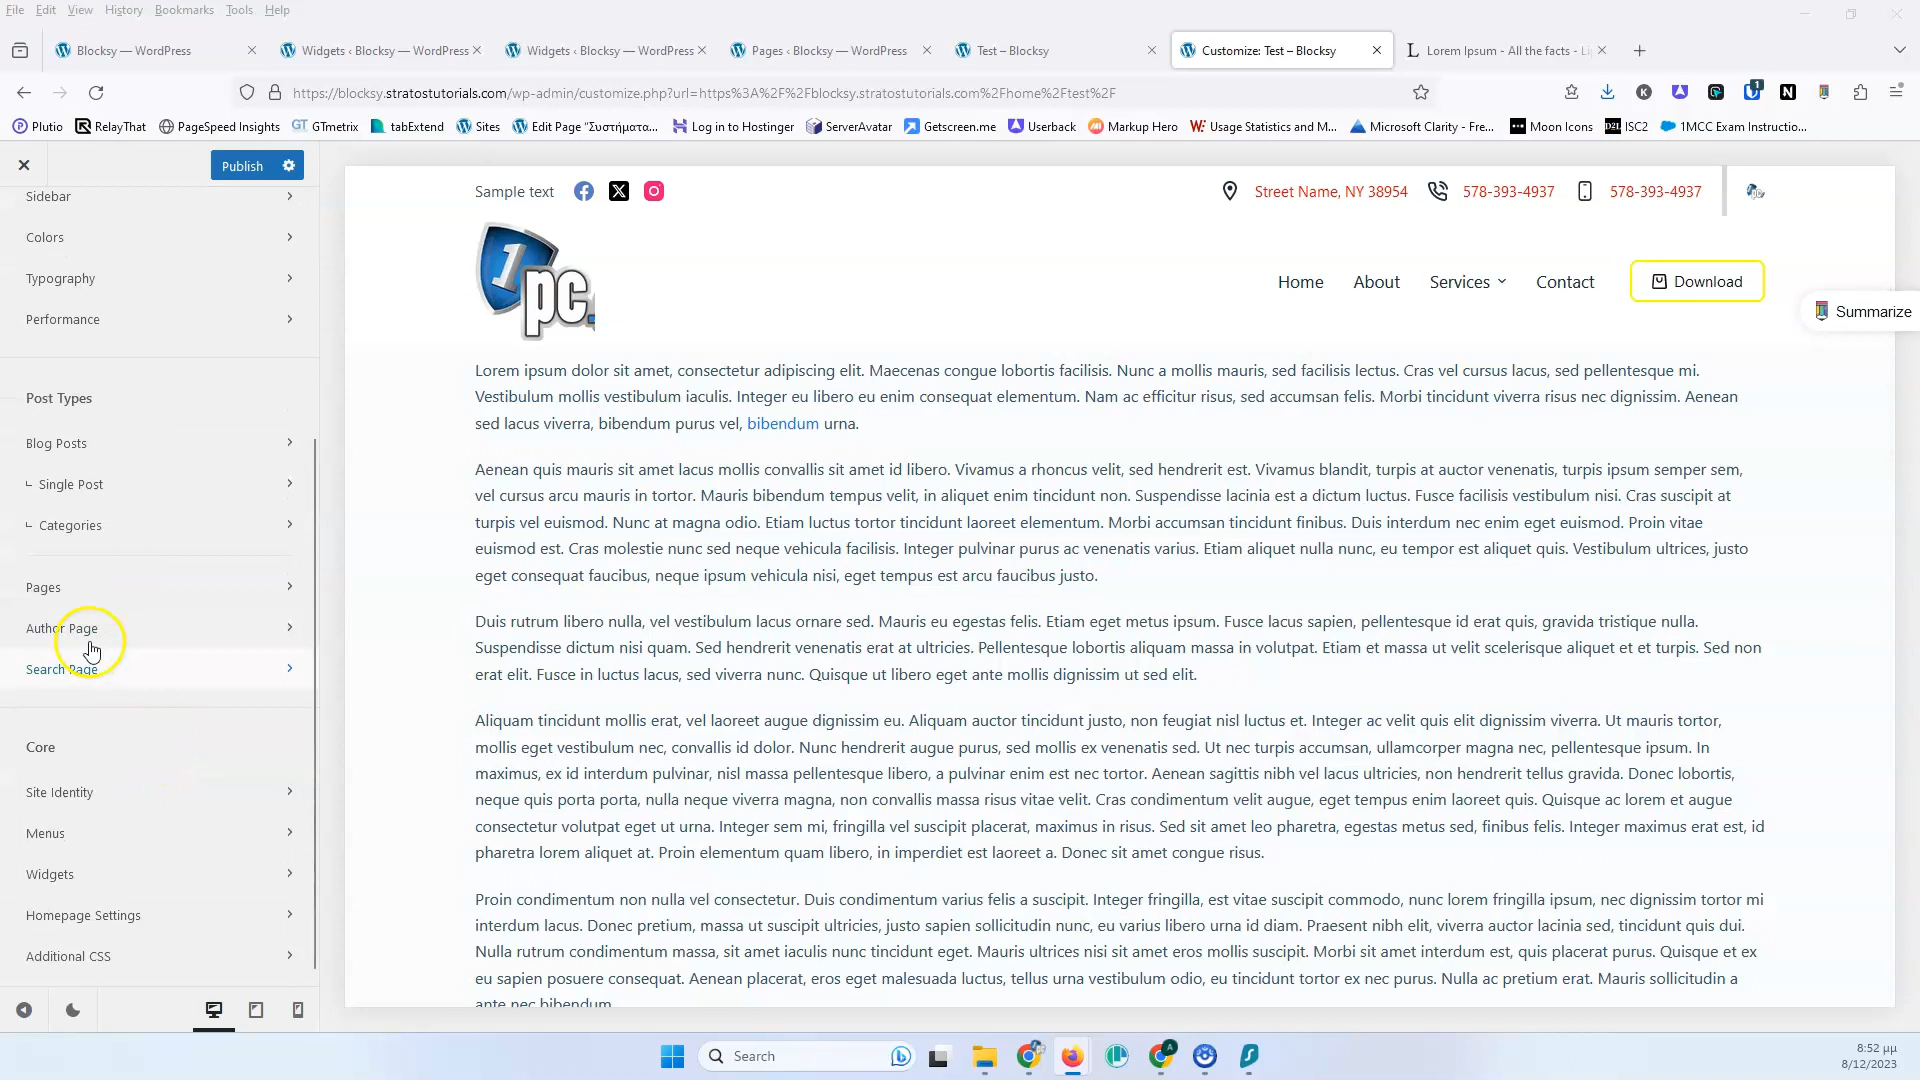 File Edit View History Bookmarks Tools Help
Blocksy — WordPress
Widgets ‹ Blocksy — WordPress
Widgets ‹ Blocksy — WordPress
Pages ‹ Blocksy — WordPress
Test – Blocksy
Customize: Test – Blocksy
Lorem Ipsum - All the facts - Li
https://blocksy.stratostutorials.com/wp-admin/customize.php?url=https%3A%2F%2Fblocksy.stratostutorials.com%2Fhome%2Ftest%2F
Plutio RelayThat PageSpeed Insights GTmetrix tabExtend Sites Edit Page "Συστήματα... Log in to Hostinger ServerAvatar Getscreen.me Userback Markup Hero Usage Statistics and M... Microsoft Clarity - Fre... Moon Icons ISC2 1MCC Exam Instructio...
Publish
Sidebar
Colors
Typography
Performance
Post Types
Blog Posts
Single Post
Categories
Pages
Author Page
Search Page
Core
Site Identity
Menus
Widgets
Homepage Settings
Additional CSS
Sample text
Street Name, NY 38954 578-393-4937 578-393-4937
1
pc.
Home About Services Contact Download
Summarize
Lorem ipsum dolor sit amet, consectetur adipiscing elit. Maecenas congue lobortis facilisis. Nunc a mollis mauris, sed facilisis lectus. Cras vel cursus lacus, sed pellentesque mi.
Vestibulum mollis vestibulum iaculis. Integer eu libero eu enim consequat elementum. Nam ac efficitur risus, sed accumsan felis. Morbi tincidunt viverra risus nec dignissim. Aenean
sed lacus viverra, bibendum purus vel, bibendum urna.
Aenean quis mauris sit amet lacus mollis convallis sit amet id libero. Vivamus a rhoncus velit, sed hendrerit est. Vivamus blandit, turpis at auctor venenatis, turpis ipsum semper sem,
vel cursus arcu mauris in tortor. Mauris bibendum tempus velit, in aliquet enim tincidunt non. Suspendisse lacinia est a dictum luctus. Fusce facilisis vestibulum nisi. Cras suscipit at
turpis vel euismod. Nunc at magna odio. Etiam luctus tortor tincidunt laoreet elementum. Morbi accumsan tincidunt finibus. Duis interdum nec enim eget euismod. Proin vitae
euismod est. Cras molestie nunc sed neque vehicula facilisis. Integer pulvinar purus ac venenatis varius. Etiam aliquet nulla nunc, eu tempor est aliquet quis. Vestibulum ultrices, justo
eget consequat faucibus, neque ipsum vehicula nisi, eget tempus est arcu faucibus justo.
Duis rutrum libero nulla, vel vestibulum lacus ornare sed. Mauris eu egestas felis. Etiam eget metus ipsum. Fusce lacus sapien, pellentesque id erat quis, gravida tristique nulla.
Suspendisse dictum nisi quam. Sed hendrerit venenatis erat at ultricies. Pellentesque lobortis aliquam massa in volutpat. Etiam et massa ut velit scelerisque aliquet et et turpis. Sed non
erat elit. Fusce in luctus lacus, sed viverra nunc. Quisque ut libero eget ante mollis dignissim ut sed elit.
Aliquam tincidunt mollis erat, vel laoreet augue dignissim eu. Aliquam auctor tincidunt justo, non feugiat nisl luctus et. Integer ac velit quis elit dignissim viverra. Ut mauris tortor,
mollis eget vestibulum nec, convallis id dolor. Nunc hendrerit augue purus, sed mollis ex venenatis sed. Ut nec turpis accumsan, ullamcorper magna nec, pellentesque ipsum. In
maximus, ex id interdum pulvinar, nisl massa pellentesque libero, a pulvinar enim est nec tortor. Aenean sagittis nibh vel lacus ultricies, non hendrerit tellus gravida. Donec lobortis,
neque quis porta porta, nulla neque viverra magna, non convallis massa risus vitae velit. Cras condimentum velit augue, eget tempus enim laoreet quis. Quisque ac lorem et augue
consectetur volutpat eget ut urna. Integer sem mi, fringilla vel suscipit placerat, maximus in risus. Sed sit amet leo pharetra, egestas metus sed, finibus felis. Integer maximus erat est, id
pharetra lorem aliquet at. Proin elementum quam libero, in imperdiet est laoreet a. Donec sit amet congue risus.
Proin condimentum non nulla vel consectetur. Duis condimentum varius felis a suscipit. Integer fringilla, est vitae suscipit commodo, nunc lorem fringilla ipsum, nec dignissim tortor mi
interdum lacus. Donec pretium, massa ut suscipit ultricies, justo sapien sollicitudin nunc, eu varius libero urna id diam. Praesent nibh elit, viverra auctor lacinia sed, tincidunt quis dui.
Nulla rutrum condimentum massa, sit amet iaculis nunc tincidunt eget. Mauris ultrices nisi sit amet eros mollis suscipit. Morbi sit amet interdum est, quis placerat purus. Quisque et ex
eu sapien posuere consequat. Aenean placerat, eros eget malesuada luctus, tellus urna vestibulum odio, eu tincidunt tortor ex nec purus. Nulla ac pretium erat. Mauris sollicitudin a
ante nec bibendum.
Search
8:52 μμ
8/12/2023